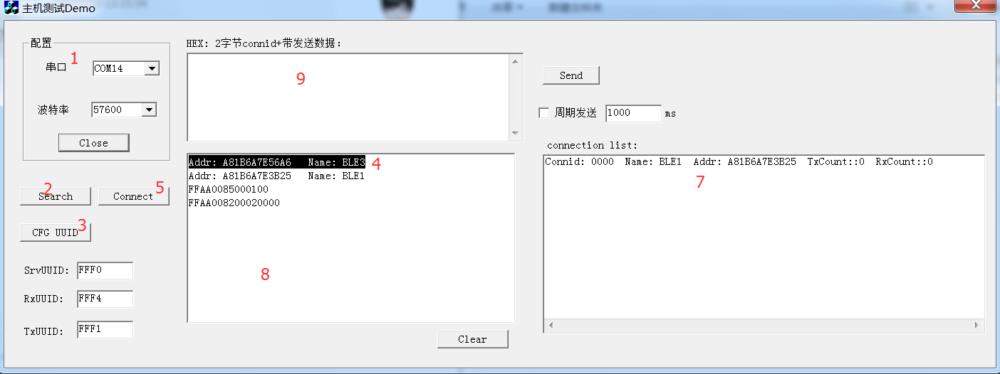 主机测试Demo
配置
1
串口
COM14
波特率
57600
Close
2
Search
5
Connect
3
CFG UUID
SrvUUID:
FFF0
RxUUID:
FFF4
TxUUID:
FFF1
HEX: 2字节connid+带发送数据:
9
Addr: A81B6A7E56A6 Name: BLE3
4
Addr: A81B6A7E3B25 Name: BLE1
FFAA0085000100
FFAA008200020000
8
Clear
Send
周期发送
1000
ms
connection list:
Connid: 0000 Name: BLE1 Addr: A81B6A7E3B25 TxCount::0 RxCount::0
7